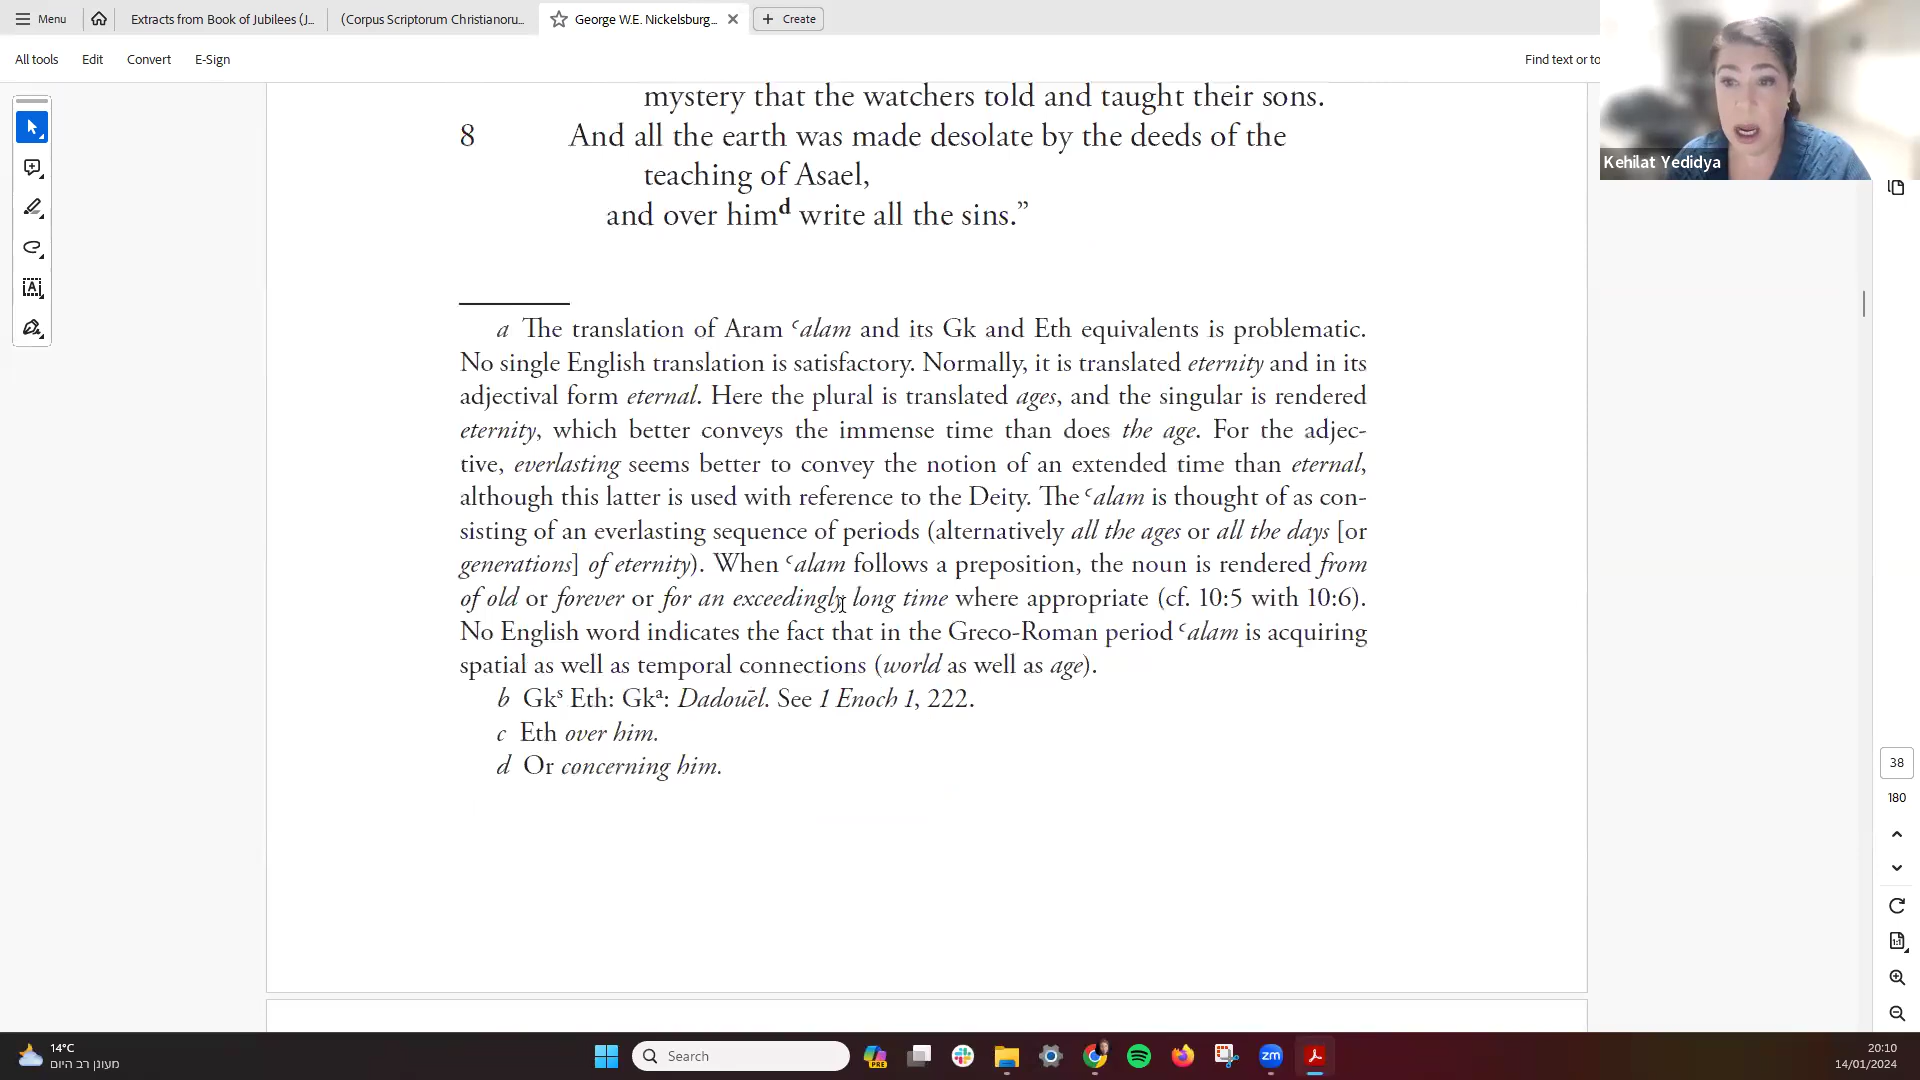 Menu
Extracts from Book of Jubilees (J...
(Corpus Scriptorum Christianoru...
George W.E. Nickelsburg...
Create
All tools
Edit
Convert
E-Sign
Find text or to
Kehilat Yedidya
mystery that the watchers told and taught their sons.
8 And all the earth was made desolate by the deeds of the
teaching of Asael,
and over himᵈ write all the sins.”
a The translation of Aram ʿalam and its Gk and Eth equivalents is problematic.
No single English translation is satisfactory. Normally, it is translated eternity and in its
adjectival form eternal. Here the plural is translated ages, and the singular is rendered
eternity, which better conveys the immense time than does the age. For the adjec-
tive, everlasting seems better to convey the notion of an extended time than eternal,
although this latter is used with reference to the Deity. The ʿalam is thought of as con-
sisting of an everlasting sequence of periods (alternatively all the ages or all the days [or
generations] of eternity). When ʿalam follows a preposition, the noun is rendered from
of old or forever or for an exceedingly long time where appropriate (cf. 10:5 with 10:6).
No English word indicates the fact that in the Greco-Roman period ʿalam is acquiring
spatial as well as temporal connections (world as well as age).
b Gkˢ Eth: Gkᵃ: Dadouēl. See 1 Enoch 1, 222.
c Eth over him.
d Or concerning him.
38
180
14°C
מעונן רב היום
Search
PRE
zm
20:10
14/01/2024